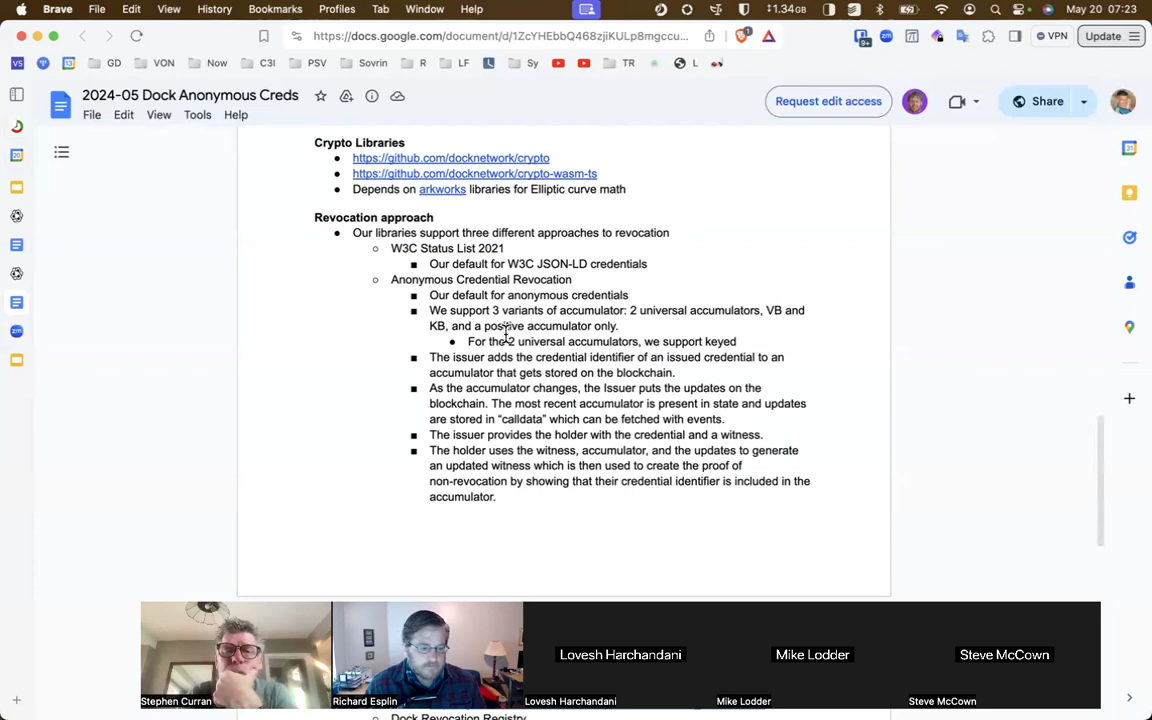 Brave File Edit View History Bookmarks Profiles Tab Window Help 1.34 GB May 20 07:23
https://docs.google.com/document/d/1ZcYHEbbQ468zjiKULp8mgccu... 9+ VPN Update
VS 31 GD VON Now C3I PSV Sovrin R LF Sy TR L
2024-05 Dock Anonymous Creds
Request edit access
Share
File Edit View Tools Help
Crypto Libraries
● https://github.com/docknetwork/crypto
● https://github.com/docknetwork/crypto-wasm-ts
● Depends on arkworks libraries for Elliptic curve math
Revocation approach
● Our libraries support three different approaches to revocation
○ W3C Status List 2021
■ Our default for W3C JSON-LD credentials
○ Anonymous Credential Revocation
■ Our default for anonymous credentials
■ We support 3 variants of accumulator: 2 universal accumulators, VB and
KB, and a positive accumulator only.
● For the 2 universal accumulators, we support keyed
■ The issuer adds the credential identifier of an issued credential to an
accumulator that gets stored on the blockchain.
■ As the accumulator changes, the Issuer puts the updates on the
blockchain. The most recent accumulator is present in state and updates
are stored in “calldata” which can be fetched with events.
■ The issuer provides the holder with the credential and a witness.
■ The holder uses the witness, accumulator, and the updates to generate
an updated witness which is then used to create the proof of
non-revocation by showing that their credential identifier is included in the
accumulator.
Lovesh Harchandani
Mike Lodder
Steve McCown
Stephen Curran
Richard Esplin
Lovesh Harchandani
Mike Lodder
Steve McCown
Dock Revocation Registry